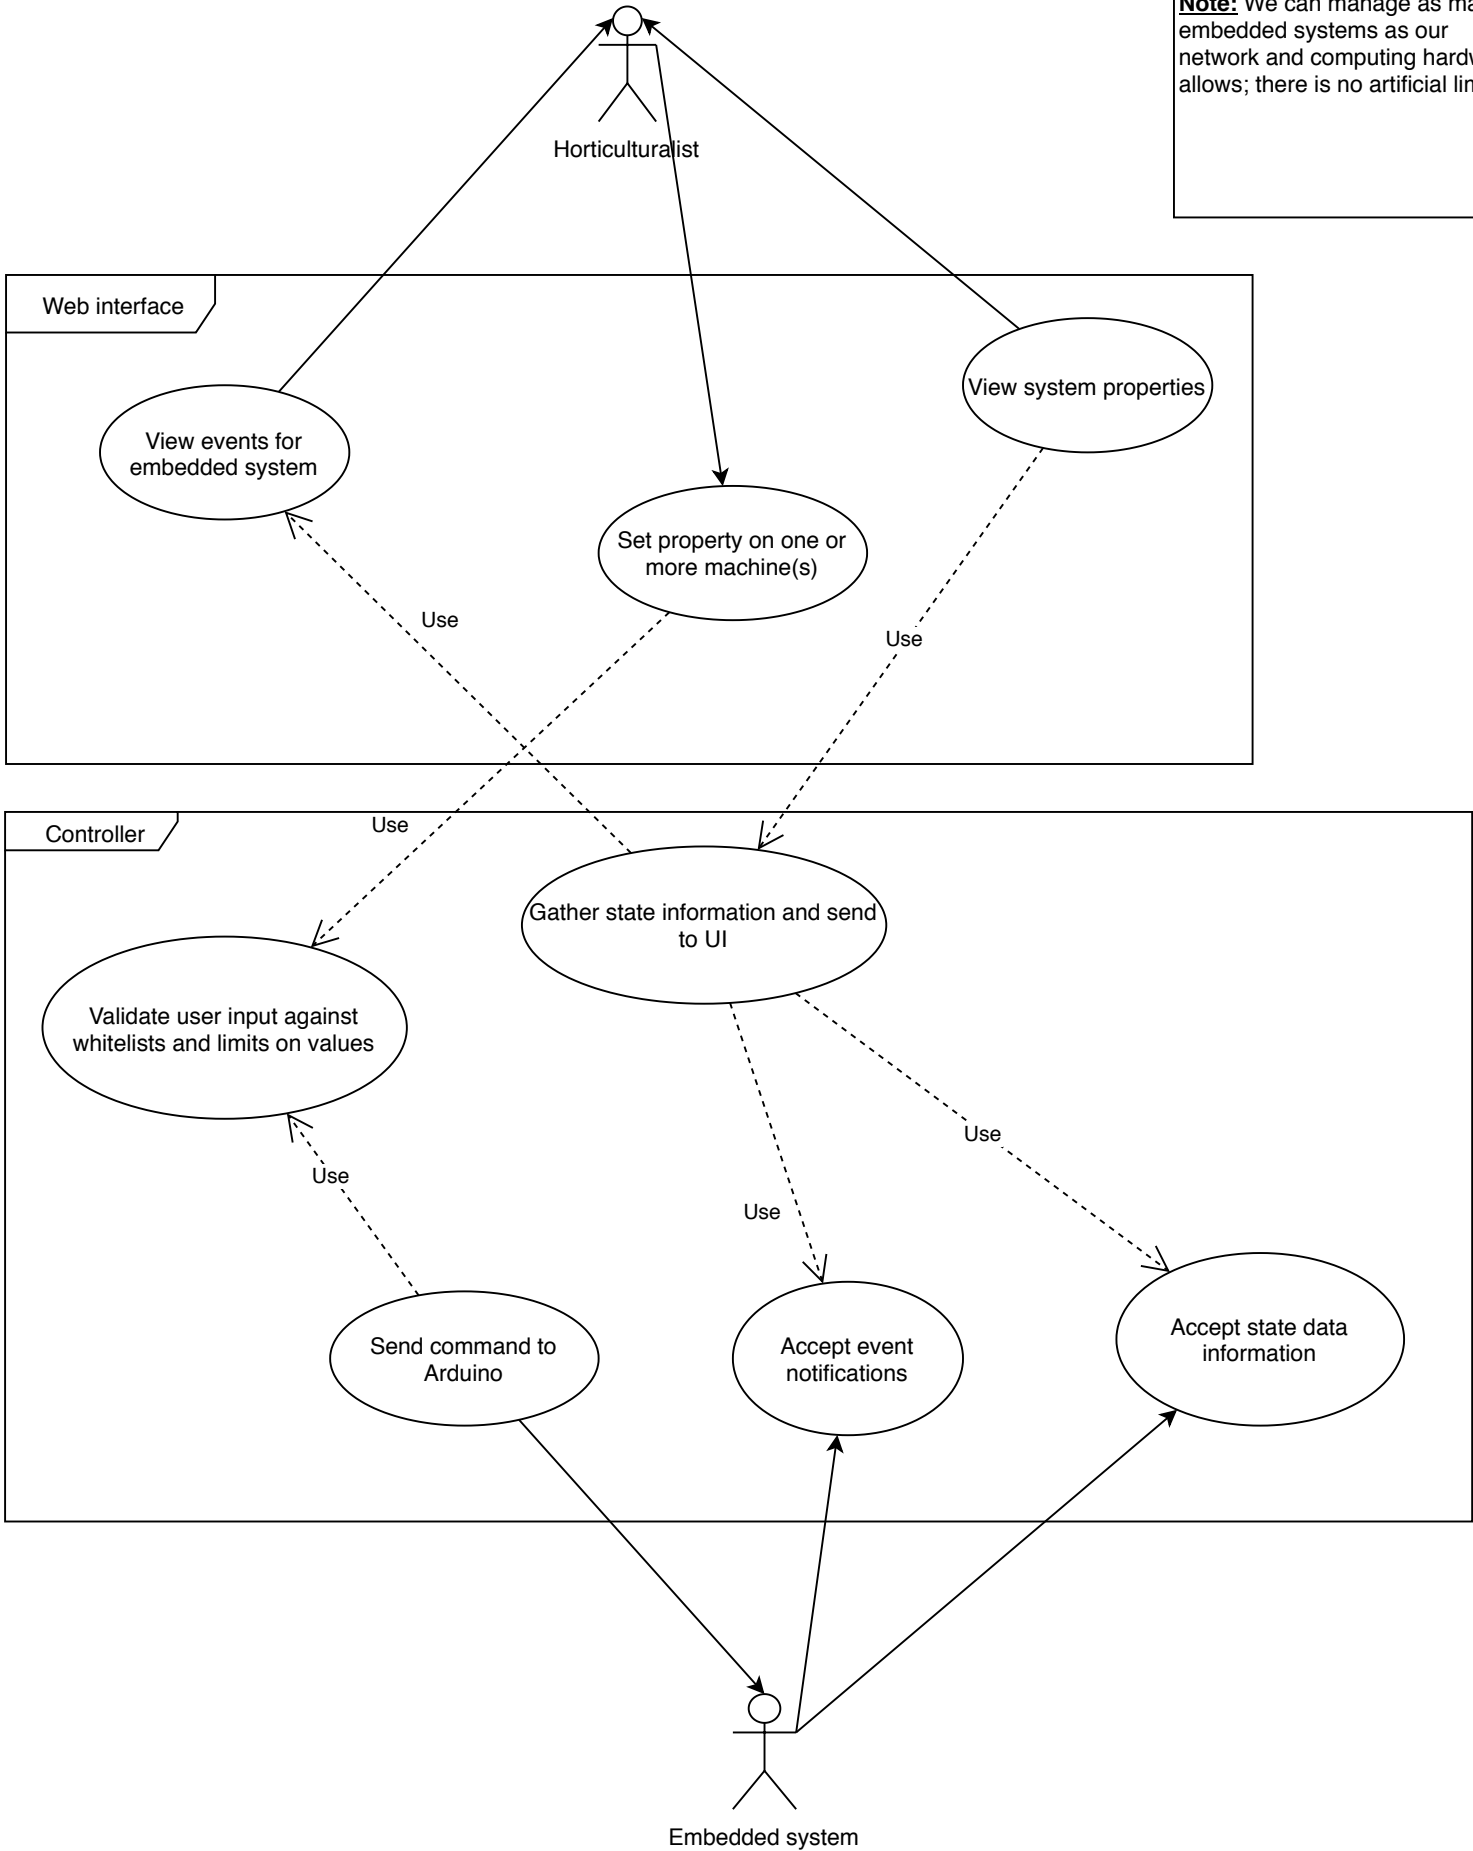 Note: We can manage as
embedded systems as our
network and computing
allows; there is no artificial
Horticulturalist
Web interface
View system properties
View events for
embedded system
Set property on one or
more machine(s)
Use
Use
Use
Controller
Gather state information and send
to UI
Validate user input against
whitelists and limits on values
Use
Use
Use
Accept state data
information
Send command to
Arduino
Accept event
notifications
Embedded system